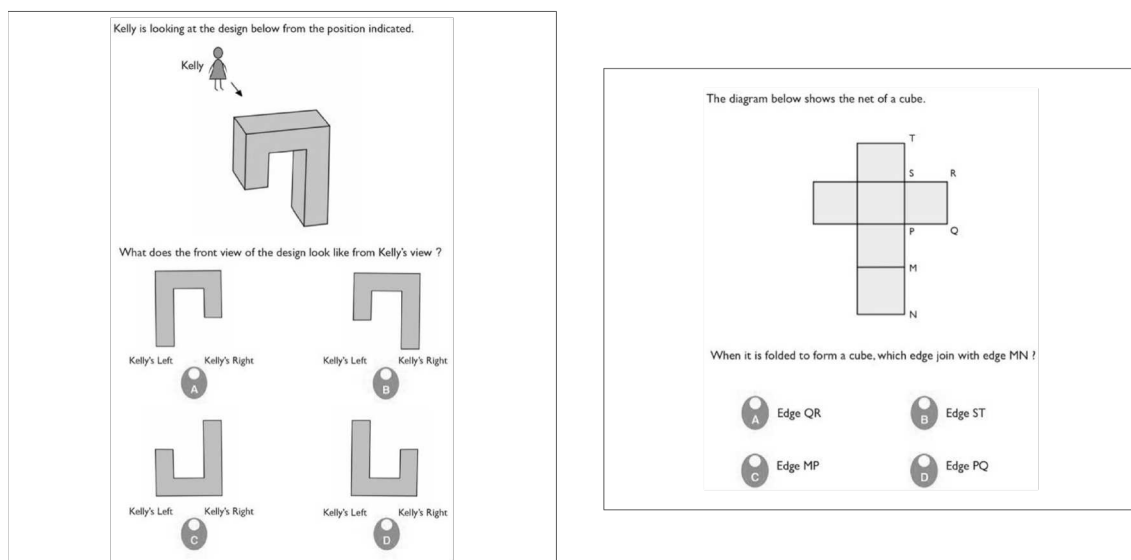 Kelly is looking at the design below from the position indicated.
Kelly
What does the front view of the design look like from Kelly's view ?
Kelly's Left Kelly's Right
A
Kelly's Left Kelly's Right
B
Kelly's Left Kelly's Right
C
Kelly's Left Kelly's Right
D
The diagram below shows the net of a cube.
T
S R
P Q
M
N
When it is folded to form a cube, which edge join with edge MN ?
A Edge QR
B Edge ST
C Edge MP
D Edge PQ